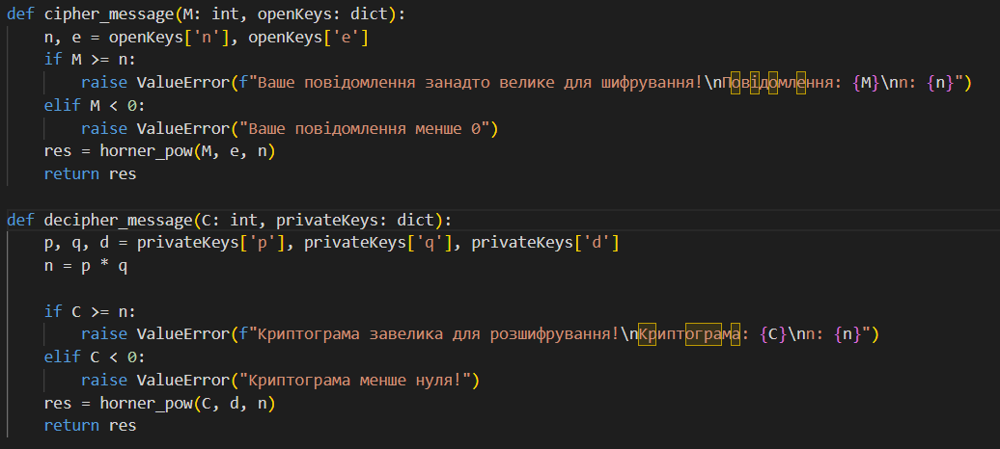 def cipher_message(M: int, openKeys: dict):
    n, e = openKeys['n'], openKeys['e']
    if M >= n:
        raise ValueError(f"Ваше повідомлення занадто велике для шифрування!\nПовідомлення: {M}\nn: {n}")
    elif M < 0:
        raise ValueError("Ваше повідомлення менше 0")
    res = horner_pow(M, e, n)
    return res
def decipher_message(C: int, privateKeys: dict):
    p, q, d = privateKeys['p'], privateKeys['q'], privateKeys['d']
    n = p * q
    if C >= n:
        raise ValueError(f"Криптограма завелика для розшифрування!\nКриптограма: {C}\nn: {n}")
    elif C < 0:
        raise ValueError("Криптограма менше нуля!")
    res = horner_pow(C, d, n)
    return res